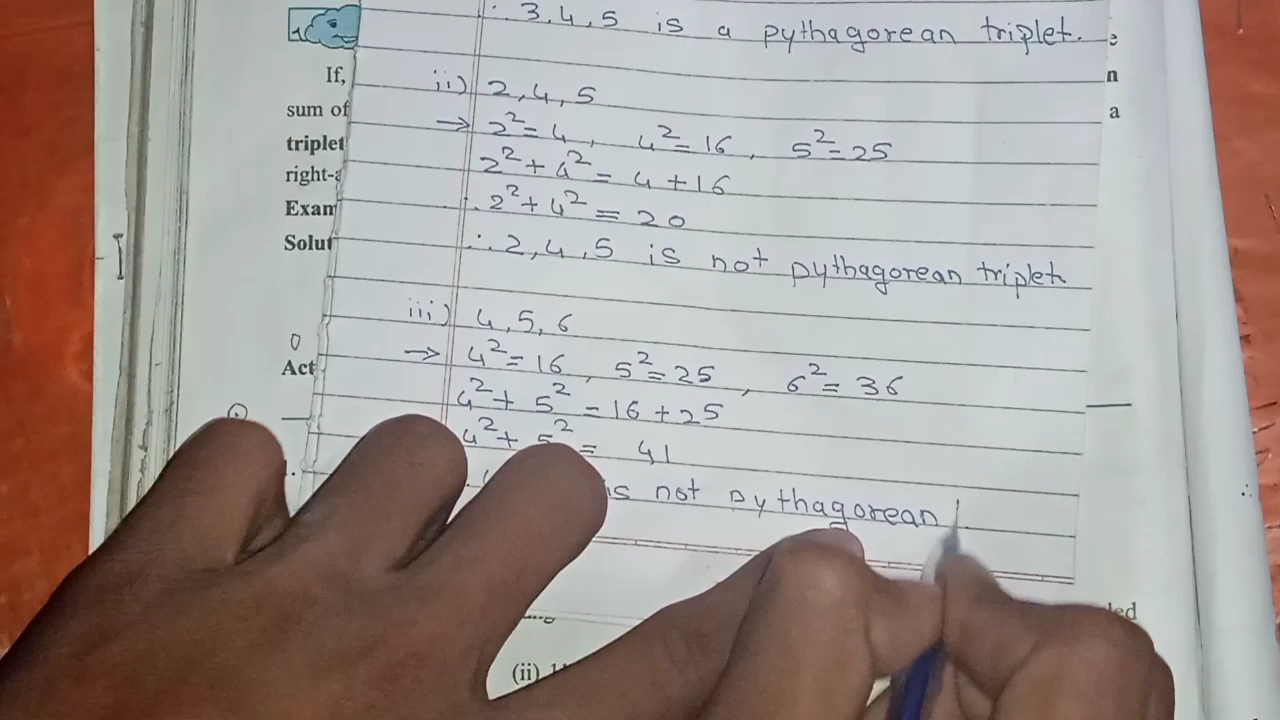 ∴ 3,4,5 is a pythagorean triplet.
If,
n
sum of
a
triplet
right-a
Exam
Solut
ii) 2,4,5
→ 2² = 4, 4² = 16, 5² = 25
2² + 4² = 4 + 16
2² + 4² = 20
∴ 2,4,5 is not pythagorean triplet
Act
iii) 4,5,6
→ 4² = 16, 5² = 25, 6² = 36
4² + 5² = 16 + 25
4² + 5² = 41
is not pythagorean
(ii)